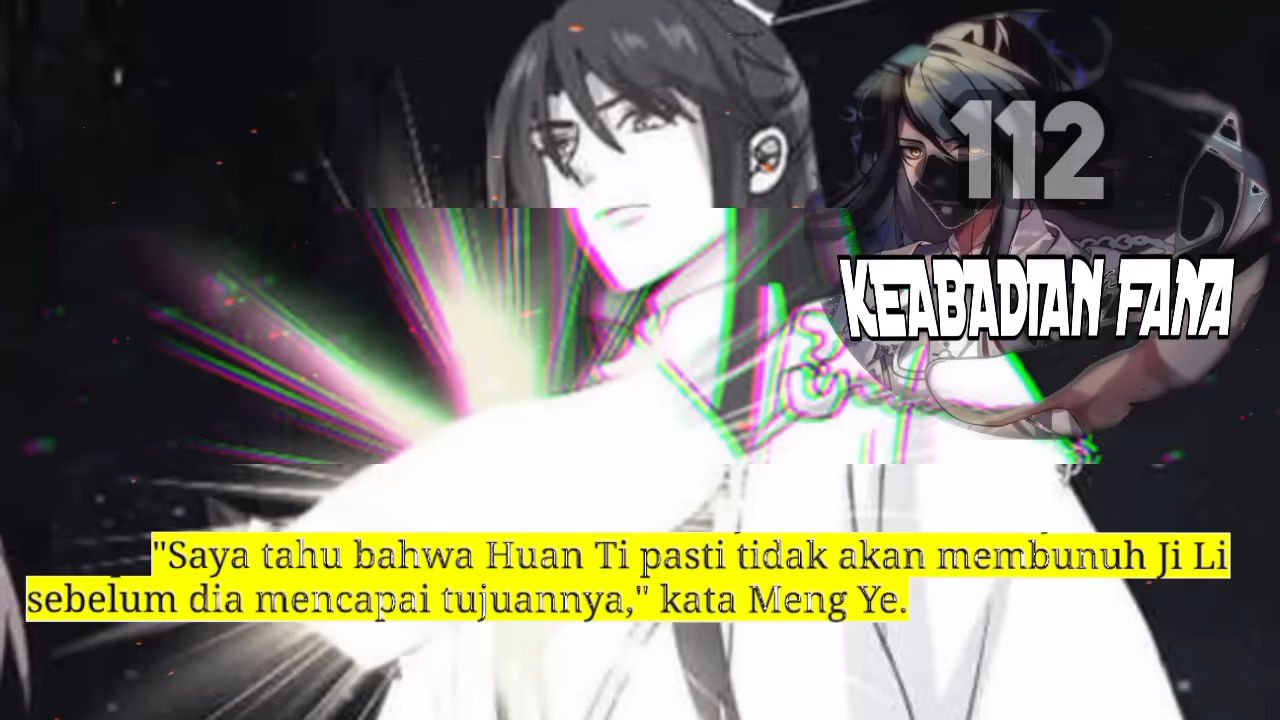 112
KEABADIAN FANA
"Saya tahu bahwa Huan Ti pasti tidak akan membunuh Ji Li
sebelum dia mencapai tujuannya," kata Meng Ye.